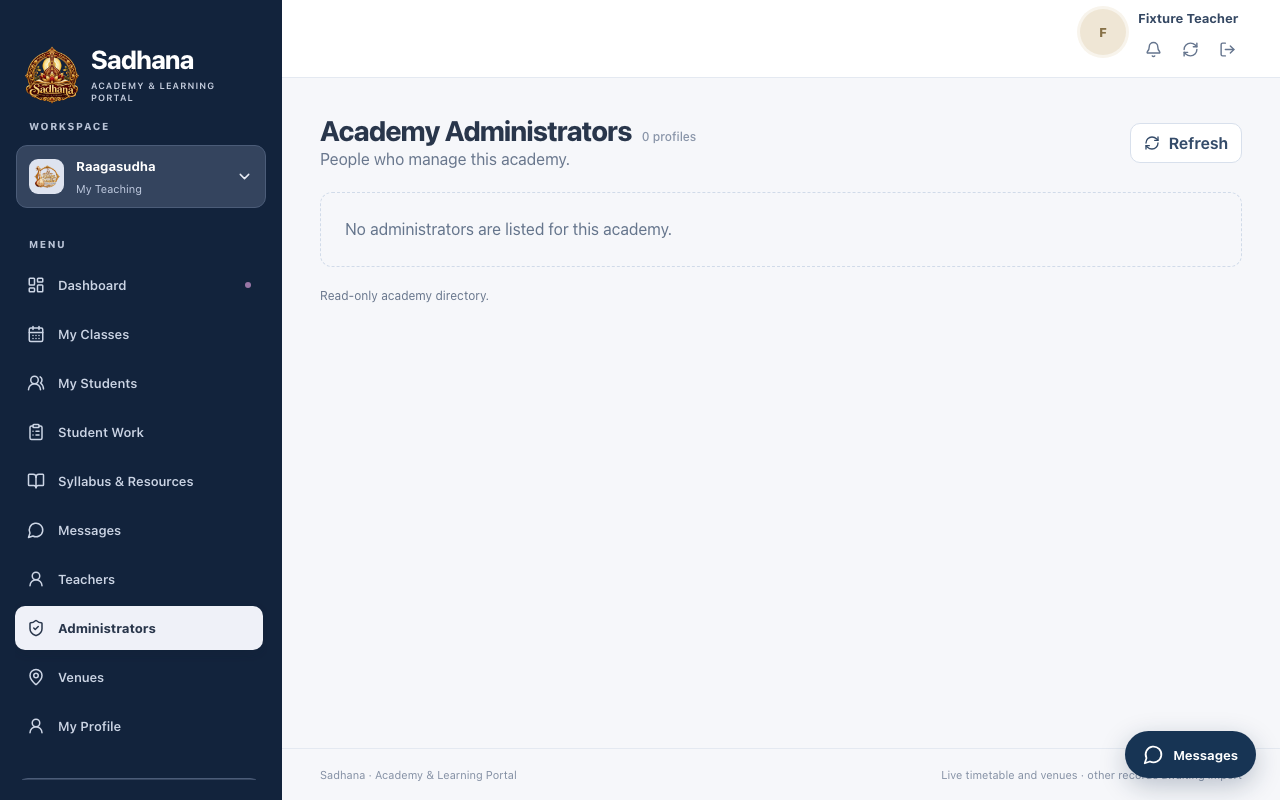 Sadhana
Sadhana
ACADEMY & LEARNING
PORTAL
WORKSPACE
Raagasudha
My Teaching
MENU
Dashboard
My Classes
My Students
Student Work
Syllabus & Resources
Messages
Teachers
Administrators
Venues
My Profile
F
Fixture Teacher
Academy Administrators
0 profiles
People who manage this academy.
Refresh
No administrators are listed for this academy.
Read-only academy directory.
Sadhana · Academy & Learning Portal
Live timetable and venues · other
Messages